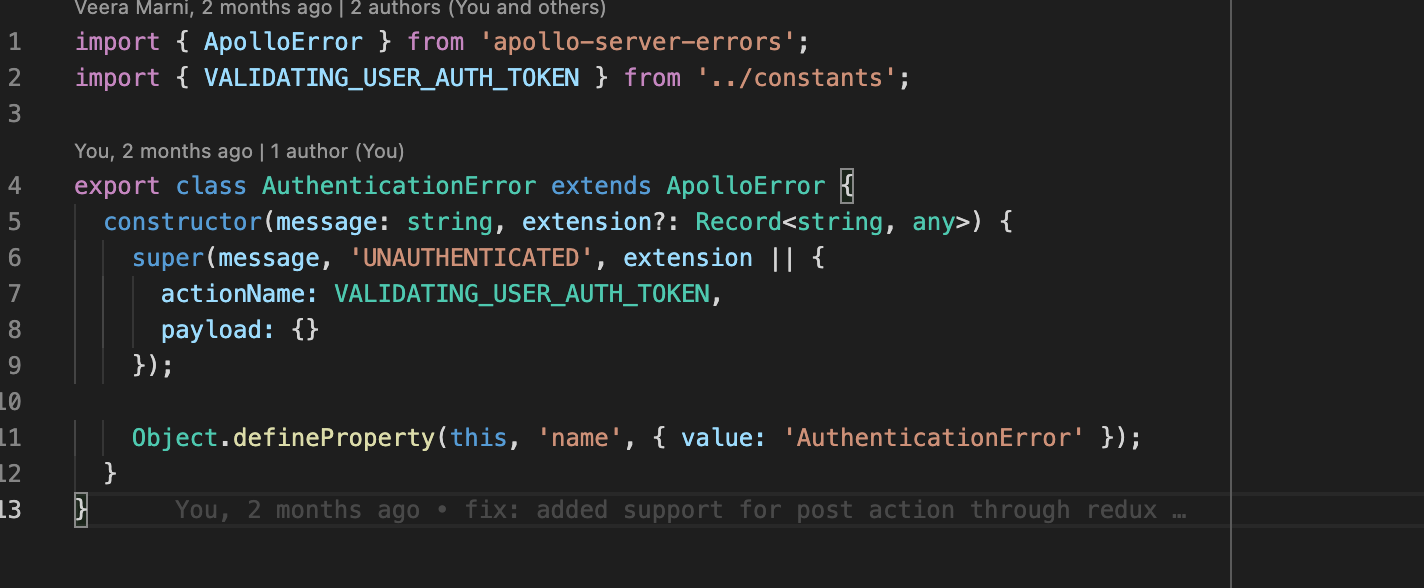 Veera Marni, 2 months ago | 2 authors (You and others)
1 import { ApolloError } from 'apollo-server-errors';
2 import { VALIDATING_USER_AUTH_TOKEN } from '../constants';
3
You, 2 months ago | 1 author (You)
4 export class AuthenticationError extends ApolloError {
5   constructor(message: string, extension?: Record<string, any>) {
6     super(message, 'UNAUTHENTICATED', extension || {
7       actionName: VALIDATING_USER_AUTH_TOKEN,
8       payload: {}
9     });
10
11     Object.defineProperty(this, 'name', { value: 'AuthenticationError' });
12   }
13 }      You, 2 months ago • fix: added support for post action through redux …